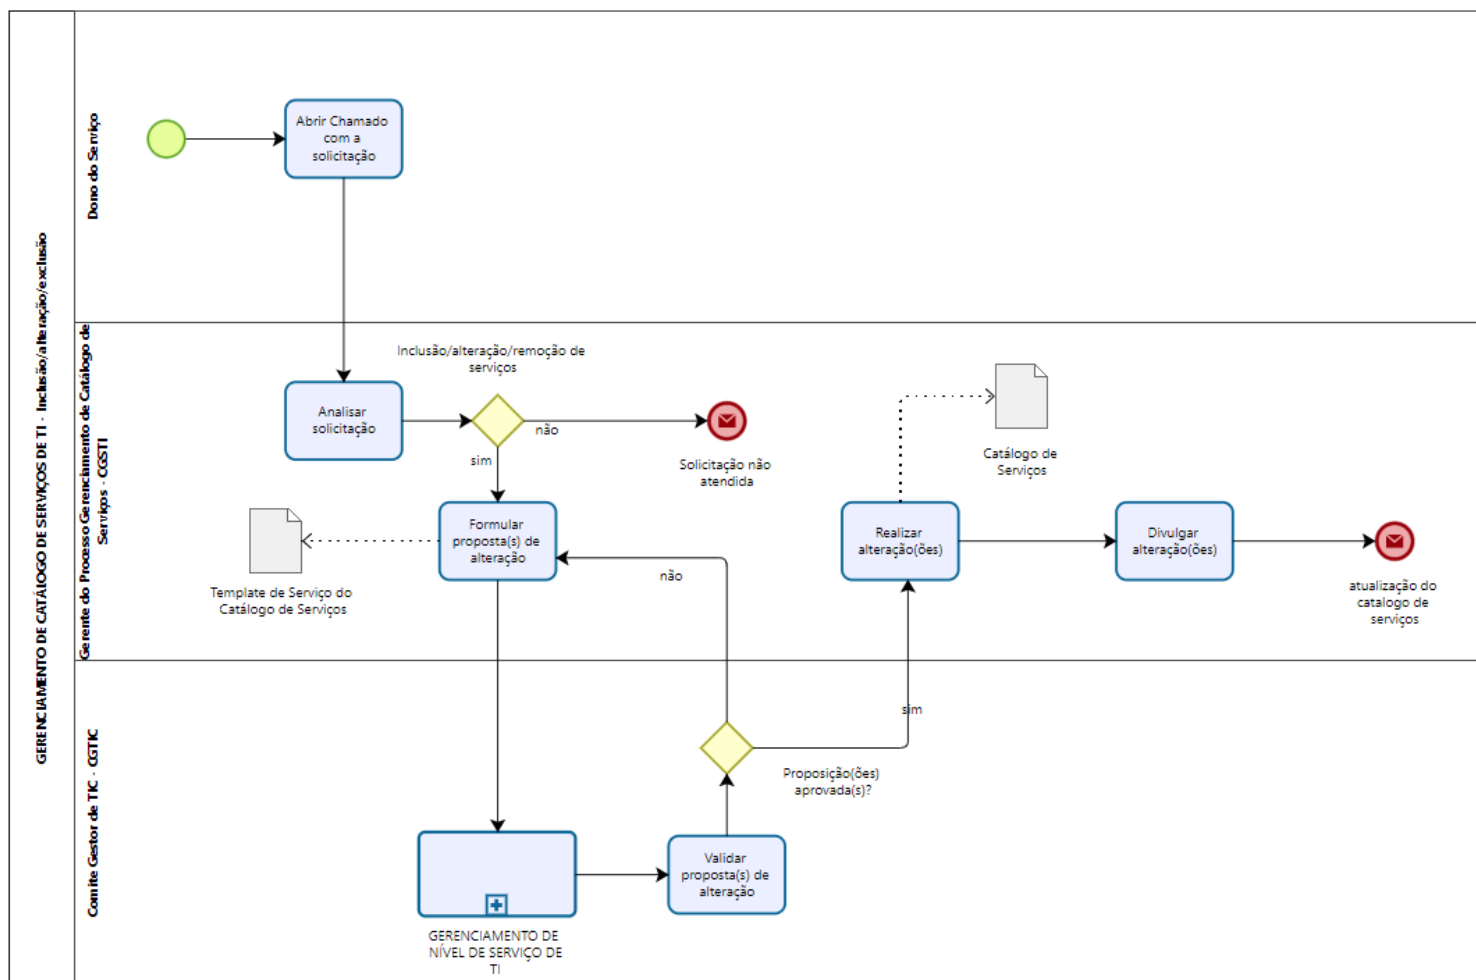 GERENCIAMENTO DE CATÁLOGO DE SERVIÇOS DE TI - Inclusão/alteração/exclusão
Dono do Serviço
Abrir Chamado
com a
solicitação
Gerente do Processo Gerenciamento de Catálogo de
Serviços - CGSTI
Inclusão/alteração/remoção de
serviços
Analisar
solicitação
não
sim
Solicitação não
atendida
Catálogo de
Serviços
Formular
proposta(s) de
alteração
Template de Serviço do
Catálogo de Serviços
não
Realizar
alteração(ões)
Divulgar
alteração(ões)
atualização do
catalogo de
serviços
Comite Gestor de TIC - CGTIC
sim
Proposição(ões)
aprovada(s)?
Validar
proposta(s) de
alteração
GERENCIAMENTO DE
NÍVEL DE SERVIÇO DE
TI